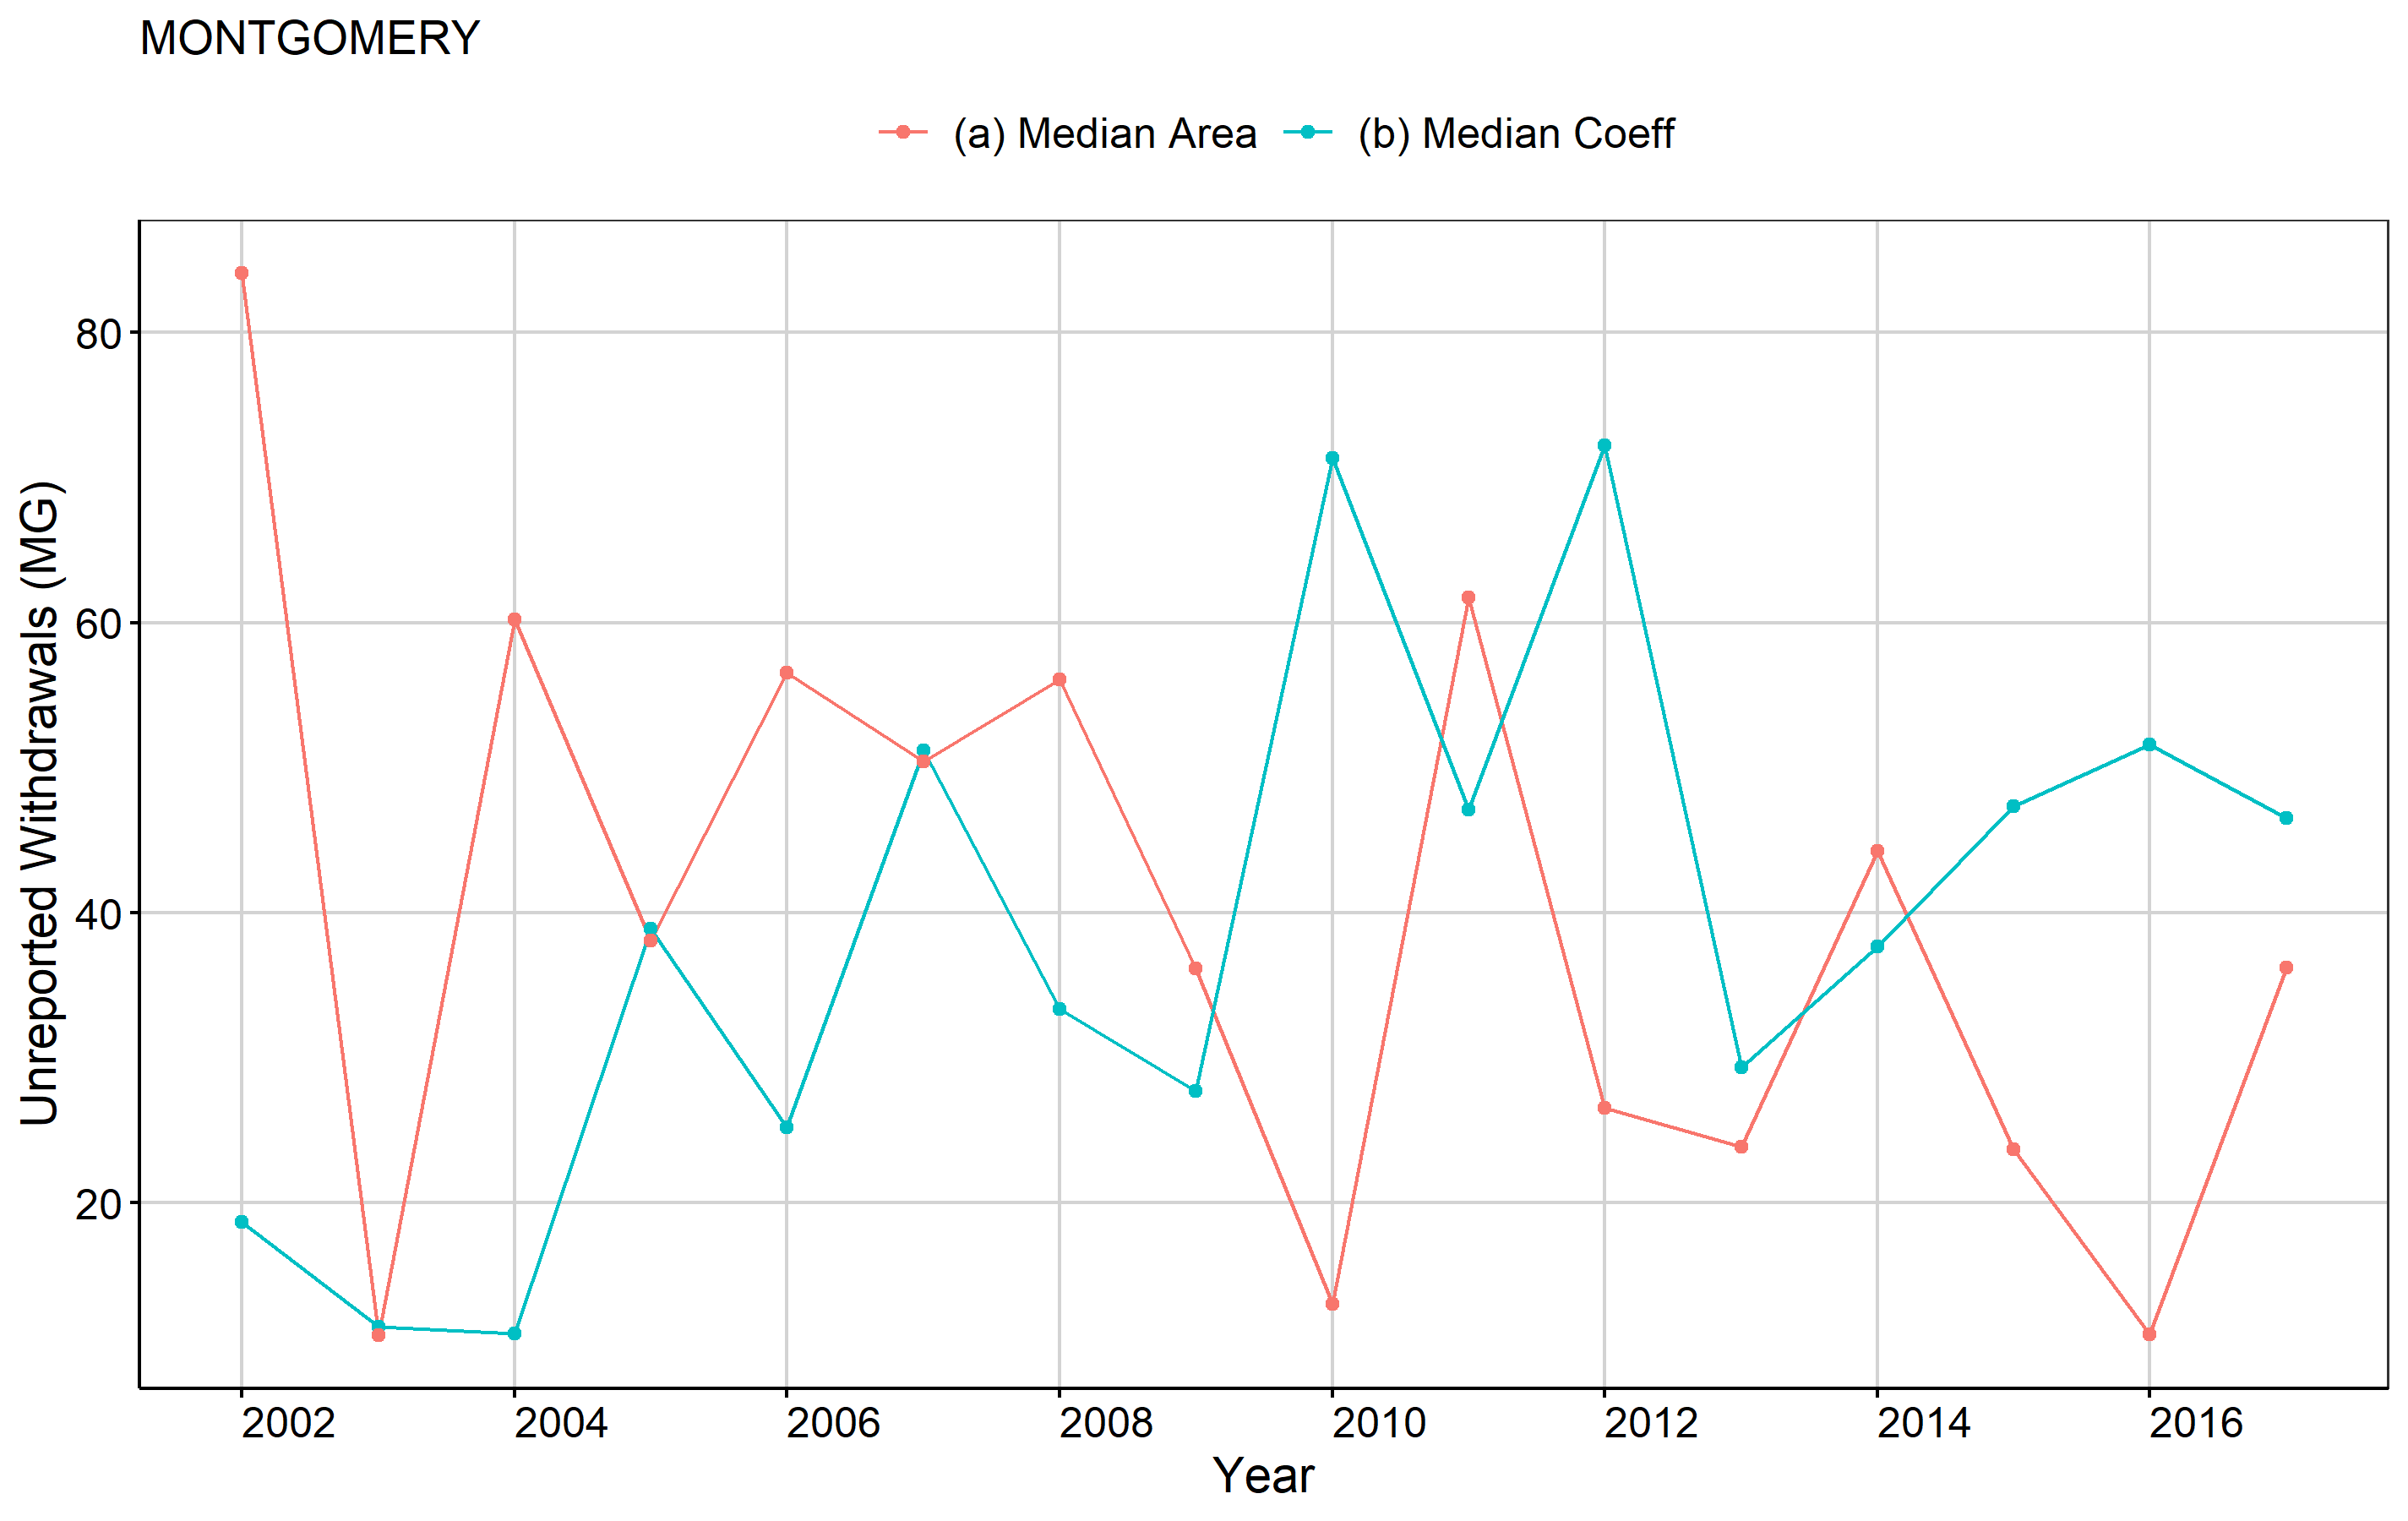 MONTGOMERY
(a) Median Area (b) Median Coeff
Unreported Withdrawals (MG)
80
60
40
20
2002 2004 2006 2008 2010 2012 2014 2016
Year